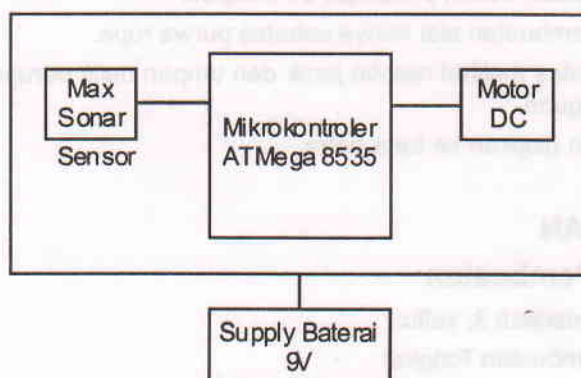 Max
Sonar
Sensor
Mikrokontroler
ATMega 8535
Motor
DC
Supply Baterai
9V